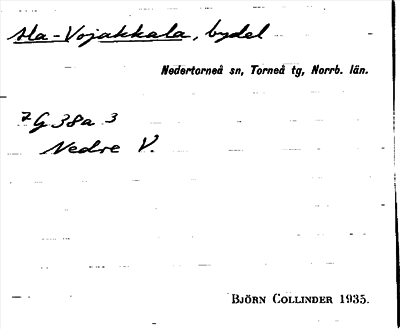 Ala-Vojakkala, bydel
Nedertorneå sn, Torneå tg, Norrb. län.
7 G 38a 3
Nedre V.
BJÖRN COLLINDER 1935.